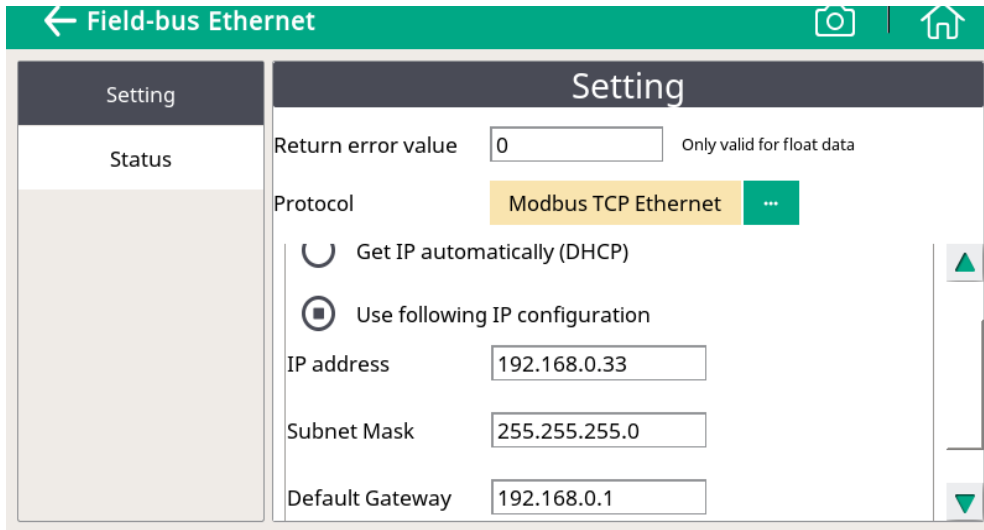 Field-bus Ethernet
Setting
Status
Setting
Return error value 0 Only valid for float data
Protocol Modbus TCP Ethernet ...
Get IP automatically (DHCP)
Use following IP configuration
IP address 192.168.0.33
Subnet Mask 255.255.255.0
Default Gateway 192.168.0.1